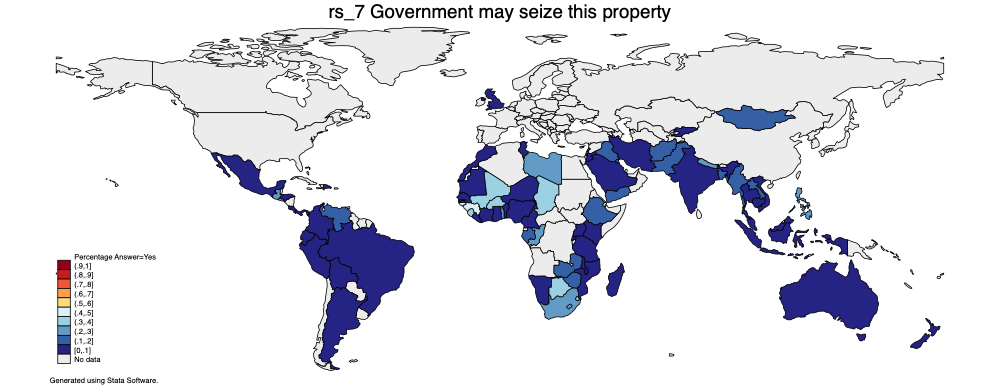 rs_7 Government may seize this property
Percentage Answer=Yes
(.9,1]
(.8,.9]
(.7,.8]
(.6,.7]
(.5,.6]
(.4,.5]
(.3,.4]
(.2,.3]
(.1,.2]
[0,.1]
No data
Generated using Stata Software.